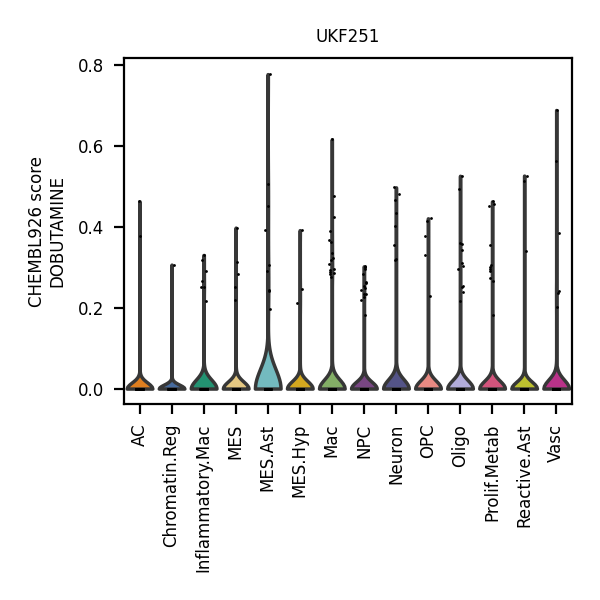 UKF251
CHEMBL926 score
DOBUTAMINE
0.8
0.6
0.4
0.2
0.0
AC
Chromatin.Reg
Inflammatory.Mac
MES
MES.Ast
MES.Hyp
Mac
NPC
Neuron
OPC
Oligo
Prolif.Metab
Reactive.Ast
Vasc